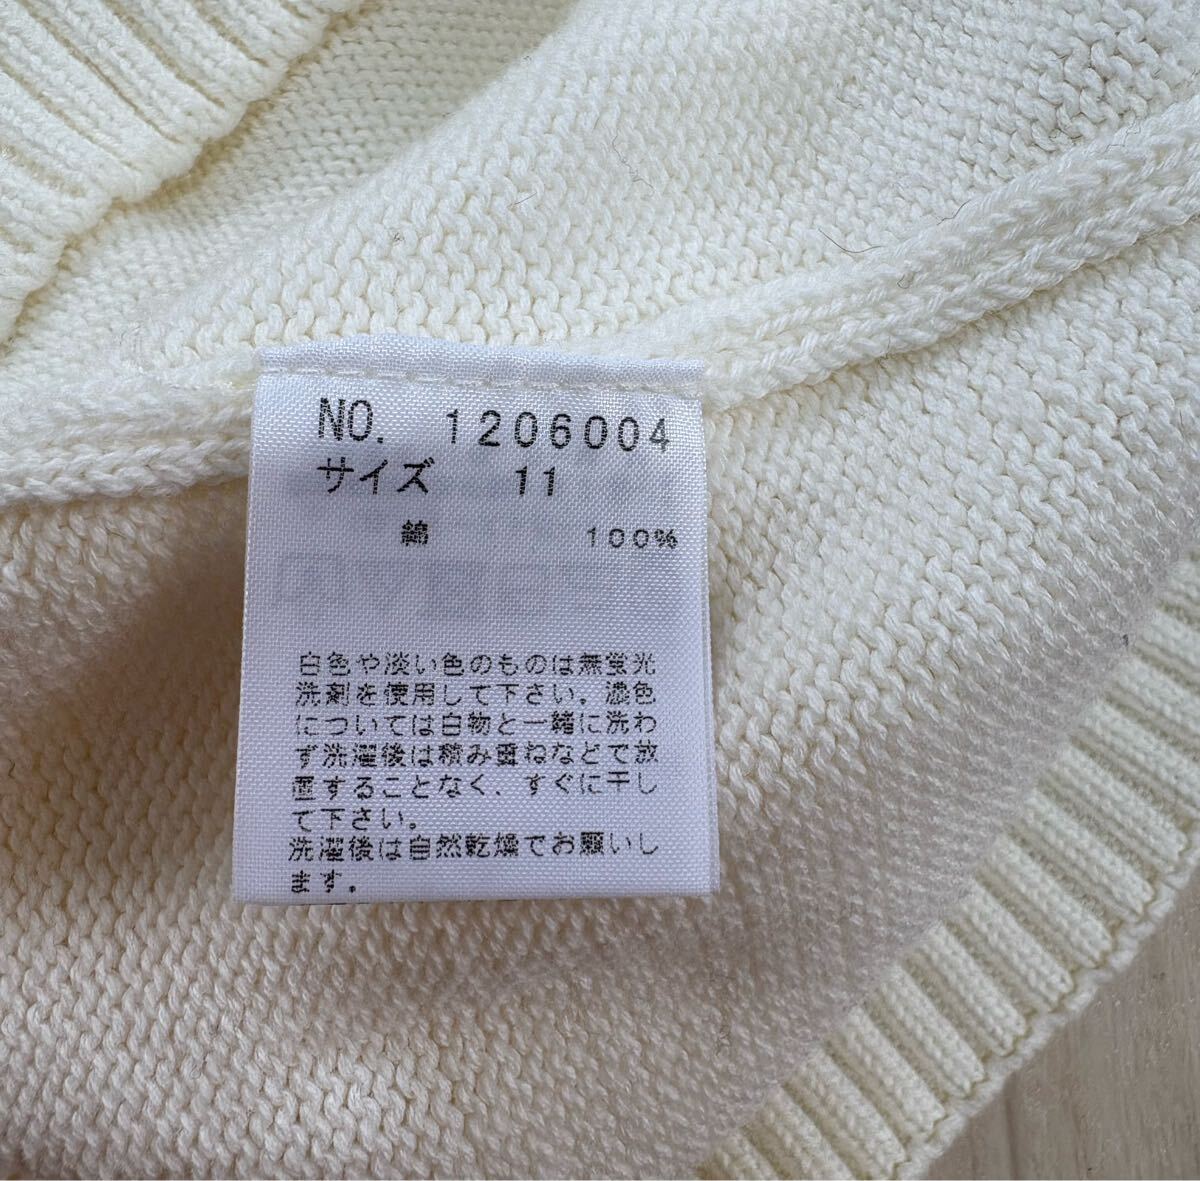 NO. 1206004
サイズ 11
綿 100%
白色や淡い色のものは無蛍光
洗剤を使用して下さい。濃色
については白物と一緒に洗わ
ず洗濯後は積み重ねなどで放
置することなく、すぐに干し
て下さい。
洗濯後は自然乾燥でお願いし
ます。